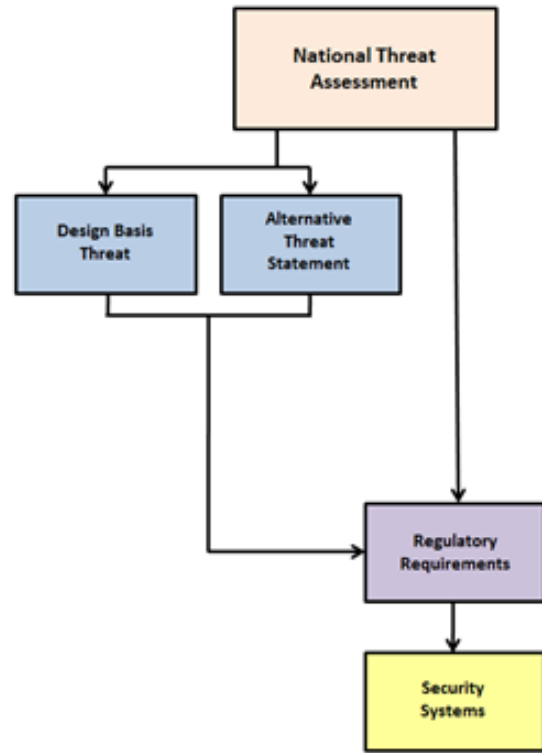 National Threat
Assessment
Design Basis
Threat
Alternative
Threat
Statement
Regulatory
Requirements
Security
Systems